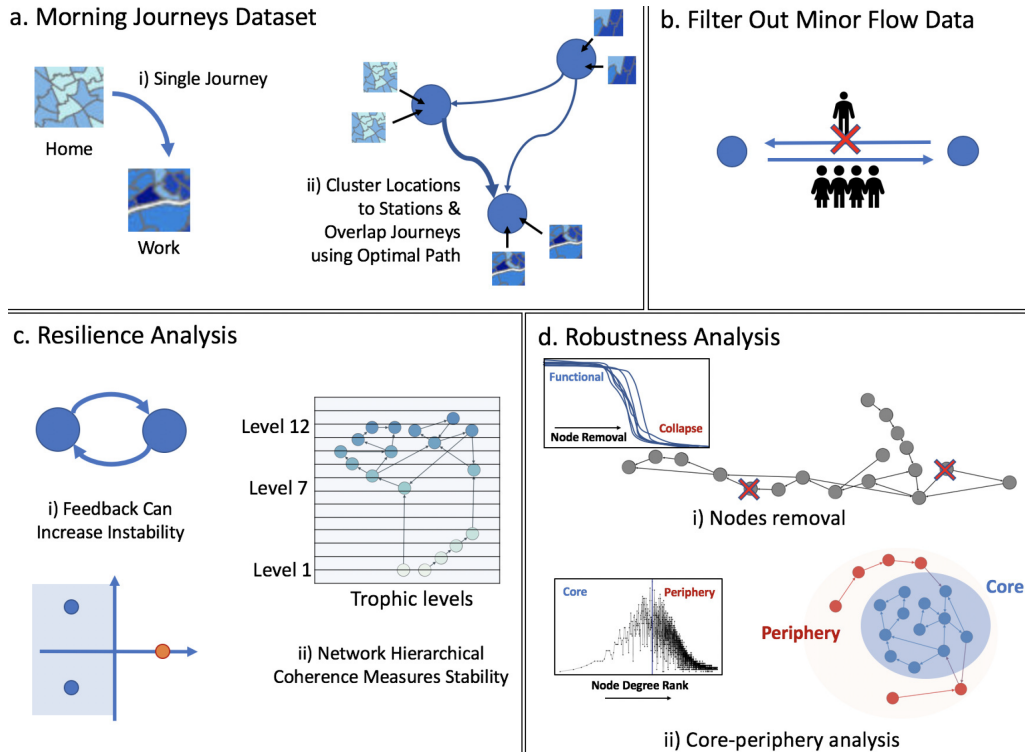 a. Morning Journeys Dataset
i) Single Journey
Home
Work
ii) Cluster Locations
to Stations &
Overlap Journeys
using Optimal Path
b. Filter Out Minor Flow Data
c. Resilience Analysis
i) Feedback Can
Increase Instability
Level 12
Level 7
Level 1
Trophic levels
ii) Network Hierarchical
Coherence Measures Stability
d. Robustness Analysis
Functional
Node Removal
Collapse
i) Nodes removal
Core
Periphery
Node Degree Rank
Core
Periphery
ii) Core-periphery analysis